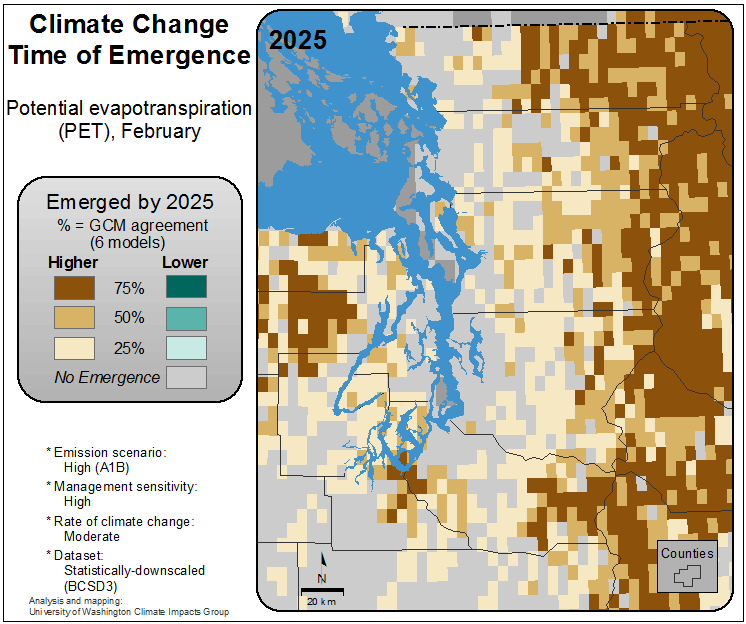 Climate Change
Time of Emergence
Potential evapotranspiration
(PET), February
Emerged by 2025
% = GCM agreement
(6 models)
Higher Lower
75%
50%
25%
No Emergence
* Emission scenario:
High (A1B)
* Management sensitivity:
High
* Rate of climate change:
Moderate
* Dataset:
Statistically-downscaled
(BCSD3)
Analysis and mapping:
University of Washington Climate Impacts Group
2025
N
20 km
Counties